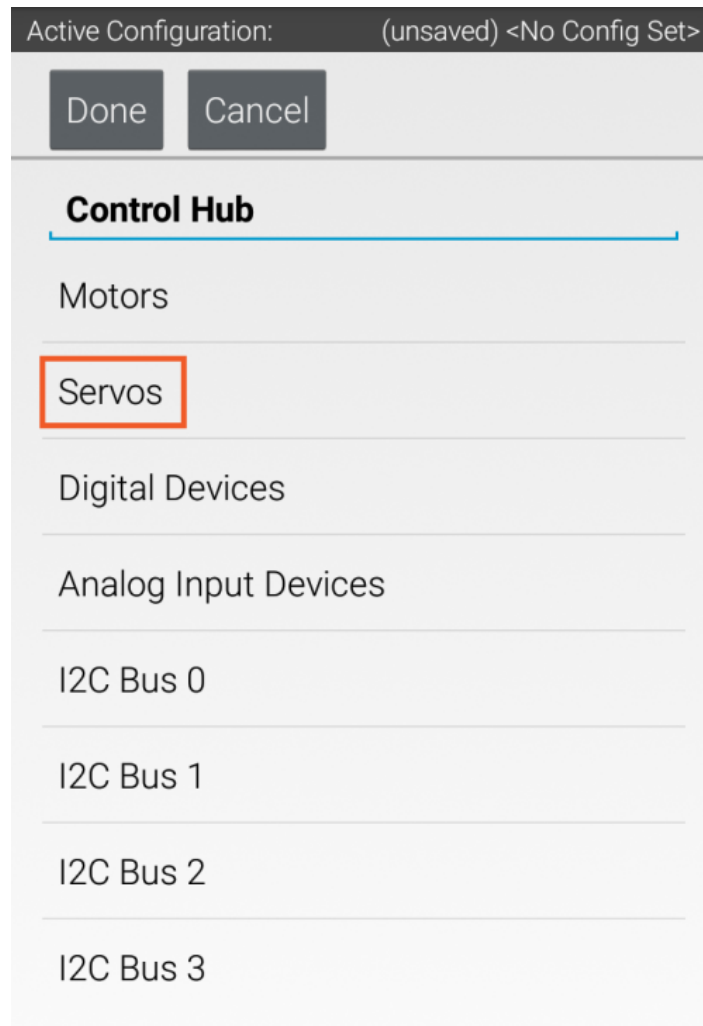 Active Configuration: (unsaved) <No Config Set>
Done Cancel
Control Hub
Motors
Servos
Digital Devices
Analog Input Devices
I2C Bus 0
I2C Bus 1
I2C Bus 2
I2C Bus 3